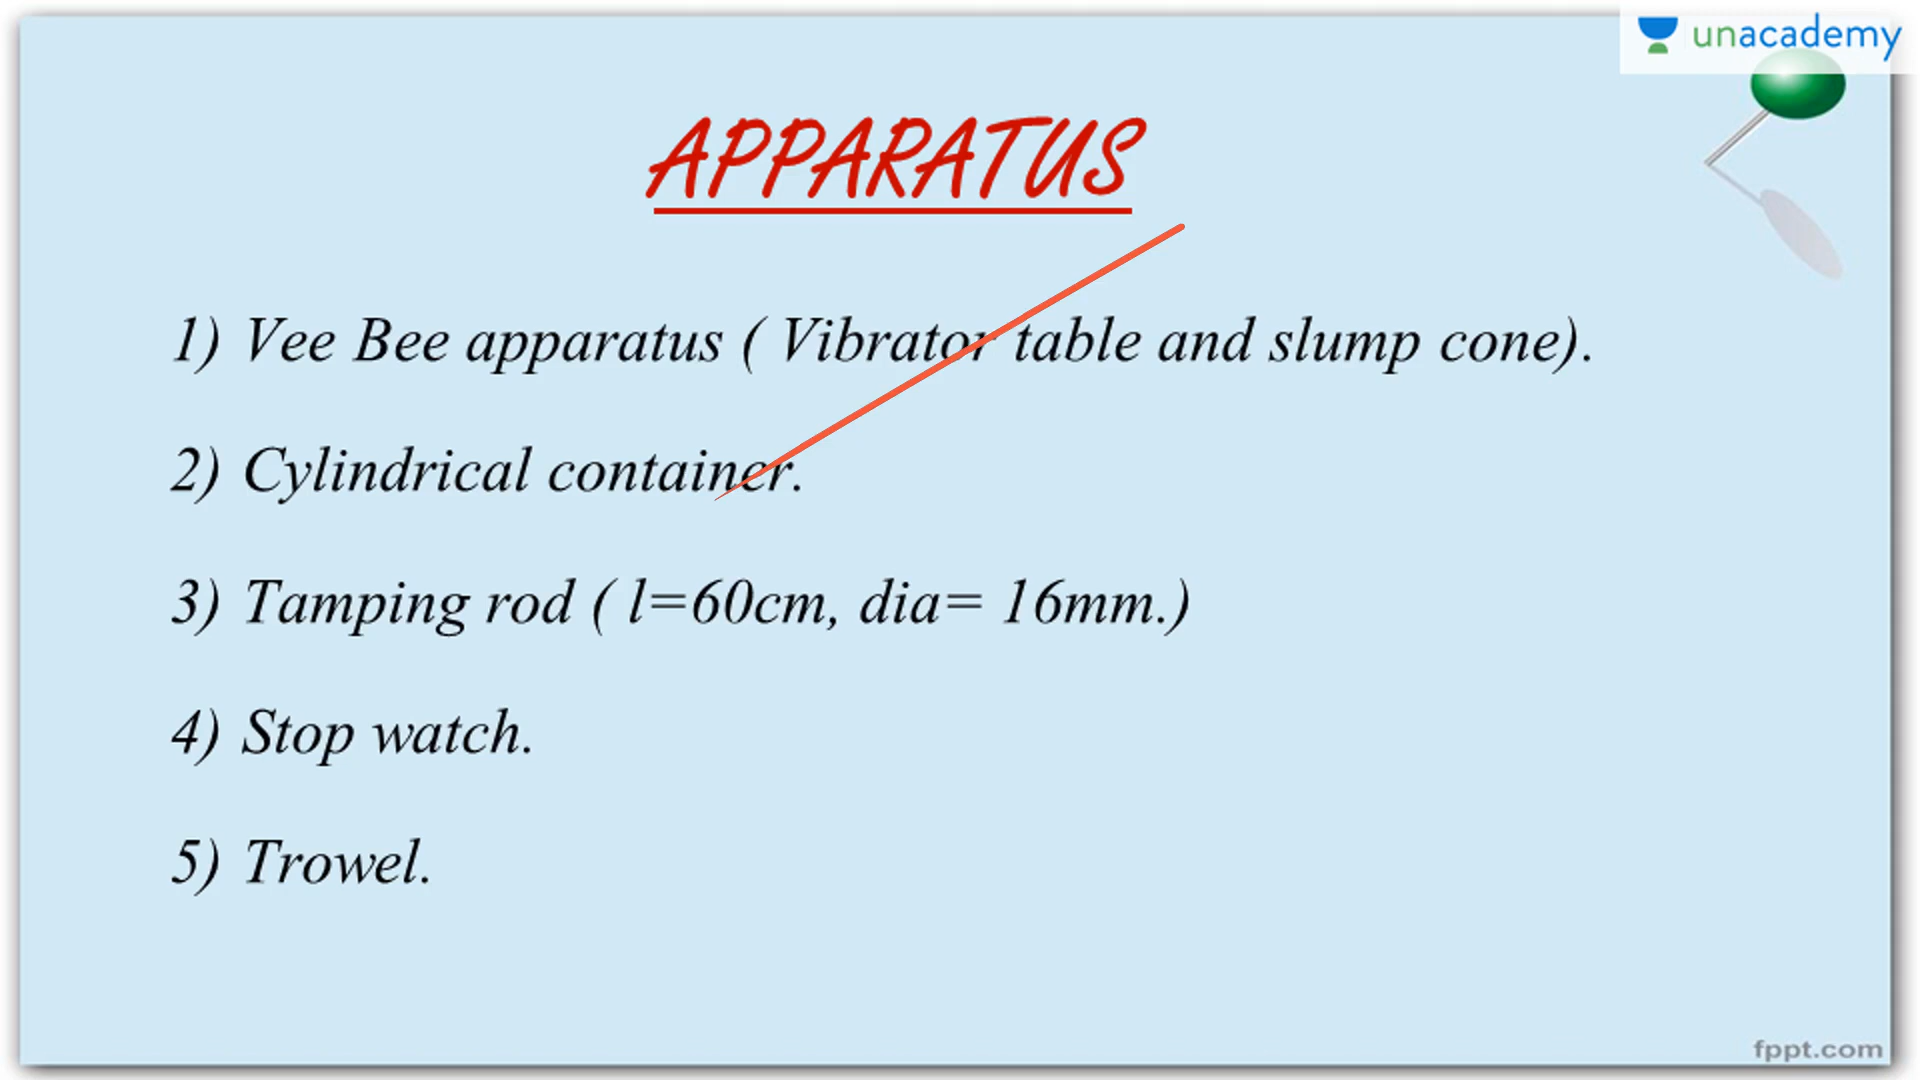 unacademy
APPARATUS
1) Vee Bee apparatus ( Vibrator table and slump cone).
2) Cylindrical container.
3) Tamping rod ( l=60cm, dia= 16mm.)
4) Stop watch.
5) Trowel.
fppt.com